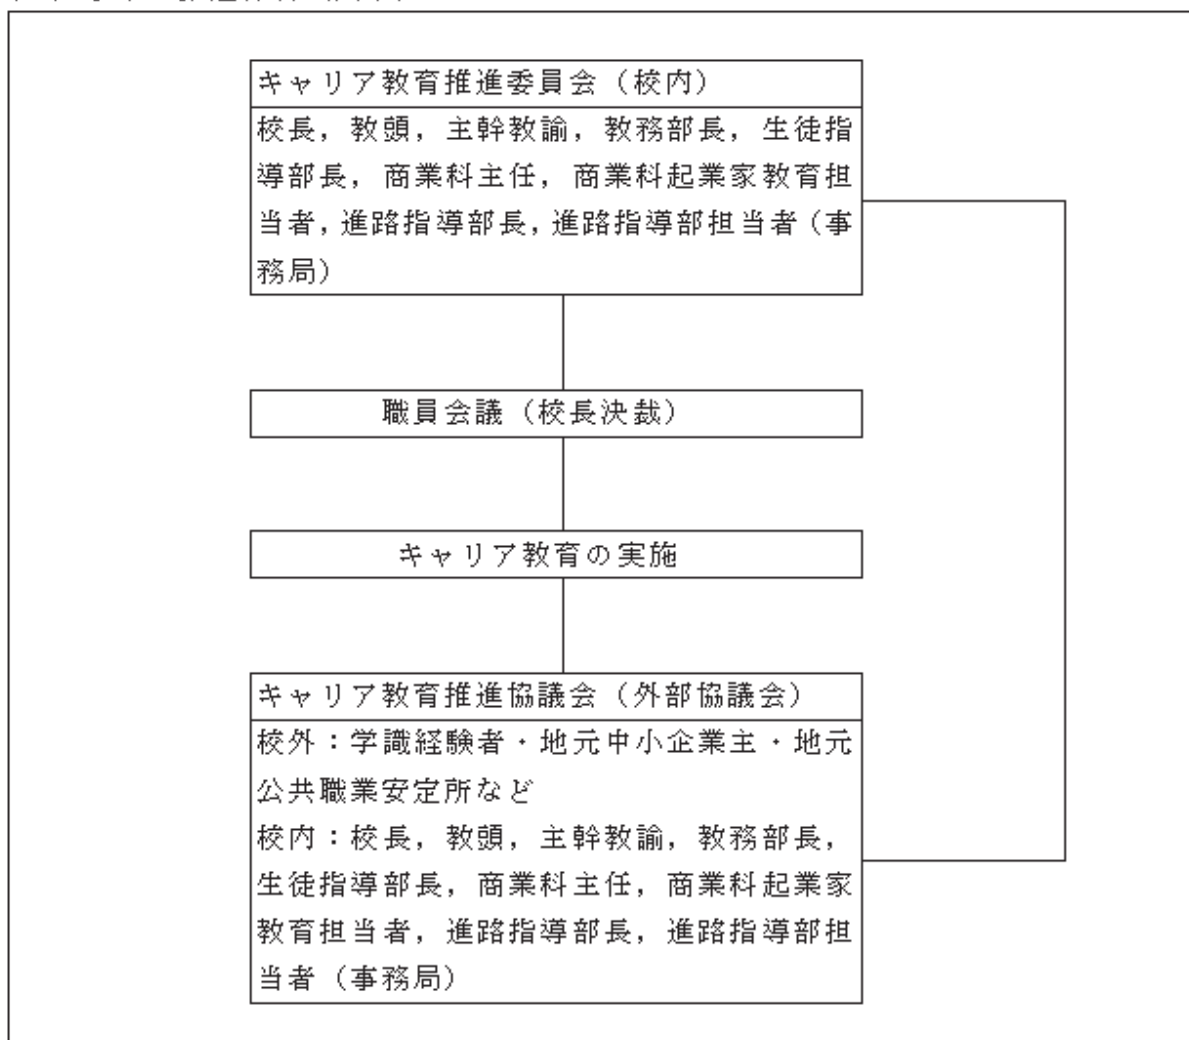 キャリア教育推進委員会（校内）
校長，教頭，主幹教諭，教務部長，生徒指
導部長，商業科主任，商業科起業家教育担
当者，進路指導部長，進路指導部担当者（事
務局）
職員会議（校長決裁）
キャリア教育の実施
キャリア教育推進協議会（外部協議会）
校外：学識経験者・地元中小企業主・地元
公共職業安定所など
校内：校長，教頭，主幹教諭，教務部長，
生徒指導部長，商業科主任，商業科起業家
教育担当者，進路指導部長，進路指導部担
当者（事務局）